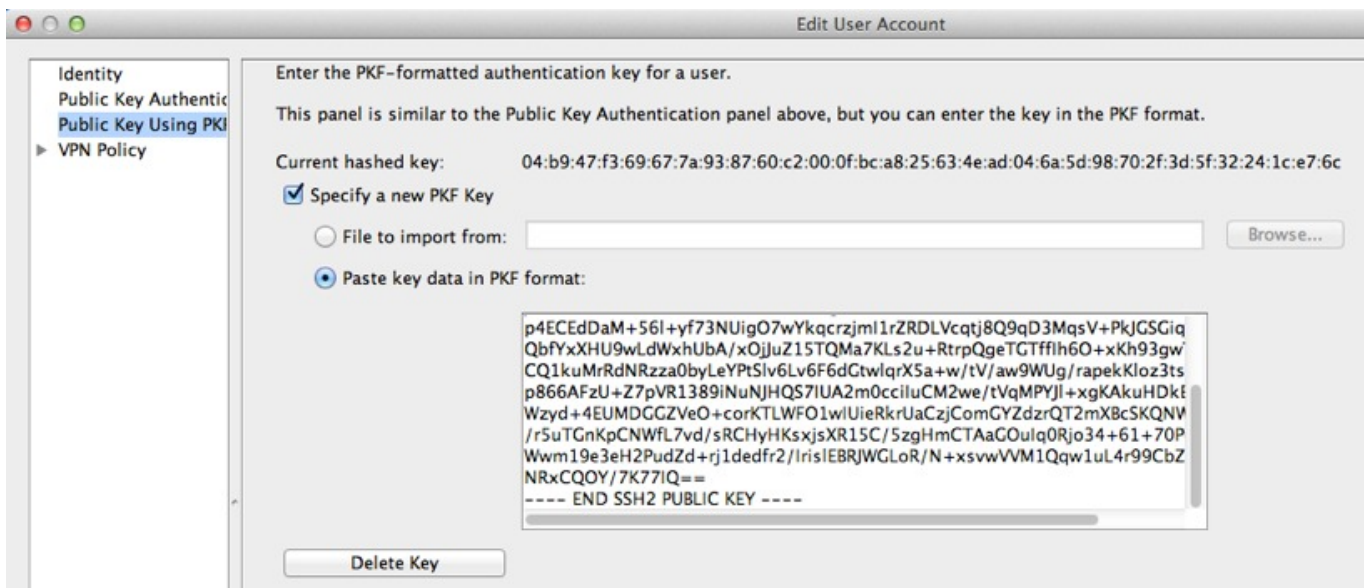 Edit User Account
Identity
Public Key Authentic
Public Key Using PKF
VPN Policy
Enter the PKF-formatted authentication key for a user.
This panel is similar to the Public Key Authentication panel above, but you can enter the key in the PKF format.
Current hashed key: 04:b9:47:f3:69:67:7a:93:87:60:c2:00:0f:bc:a8:25:63:4e:ad:04:6a:5d:98:70:2f:3d:5f:32:24:1c:e7:6c
Specify a new PKF Key
File to import from:
Browse...
Paste key data in PKF format:
p4ECEdDaM+56l+yf73NUigO7wYkqcrzjmI1rZRDLVcqtj8Q9qD3MqsV+PkJGSGiq
QbfYxXHU9wLdWxhUbA/xOjJuZ15TQMa7KLs2u+RtrpQgeTGTfflh6O+xKh93gw
CQ1kuMrRdNRzza0byLeYPtSlv6Lv6F6dGtwlqrX5a+w/tV/aw9WUg/rapekKloz3ts
p866AFzU+Z7pVR1389iNuNJHQS7lUA2m0cciluCM2we/tVqMPYJl+xgKAkuHDkE
Wzyd+4EUMDGGZVeO+corKTLWFO1wlUieRkrUaCzjComGYZdzrQT2mXBcSKQNW
/r5uTGnKpCNWfL7vd/sRCHyHKsxjsXR15C/5zgHmCTAaGOulq0Rjo34+61+70P
Wwm19e3eH2PudZd+rj1dedfr2/IrislEBRJWGLoR/N+xsvwVVM1Qqw1uL4r99CbZ
NRxCQOY/7K77IQ==
---- END SSH2 PUBLIC KEY ----
Delete Key